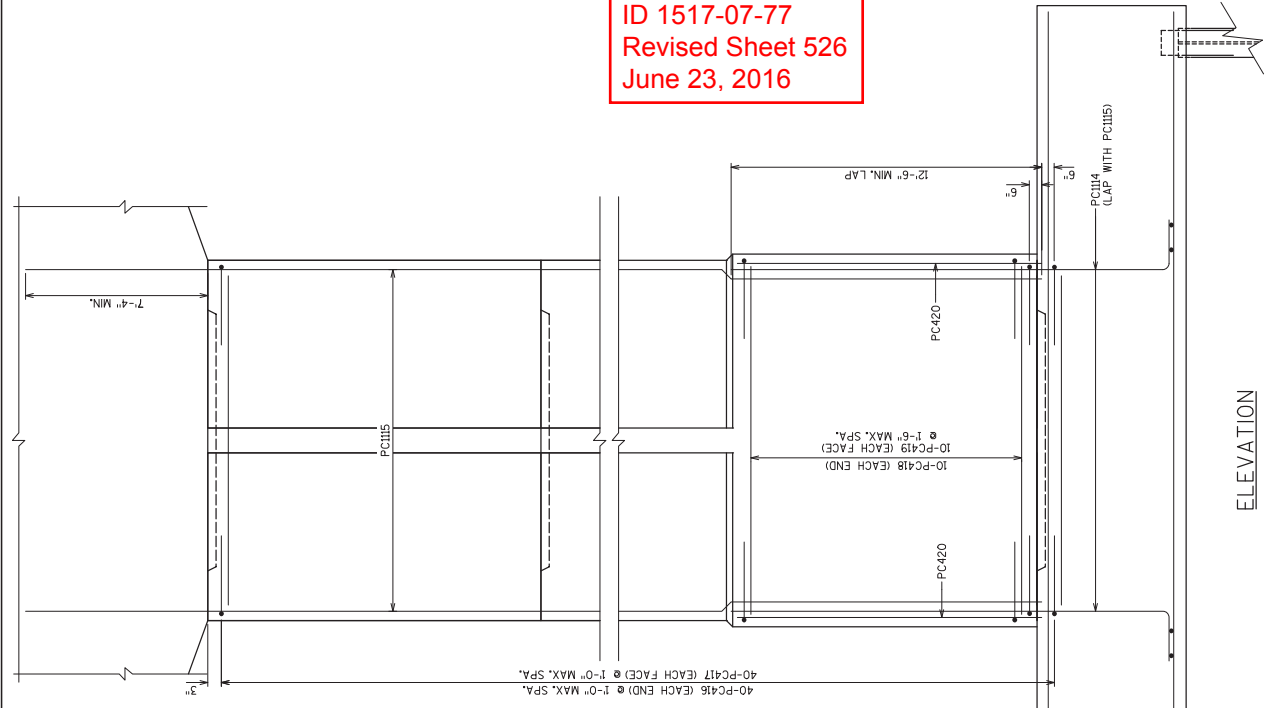 ID 1517-07-77
Revised Sheet 526
June 23, 2016
12'-6" MIN. LAP
6"
6"
PC1114
(LAP WITH PC1115)
7'-4" MIN.
PC1115
PC420
10-PC418 (EACH END)
10-PC419 (EACH FACE)
@ 1'-6" MAX. SPA.
PC420
3"
40-PC416 (EACH END) @ 1'-0" MAX. SPA.
40-PC417 (EACH FACE) @ 1'-0" MAX. SPA.
ELEVATION